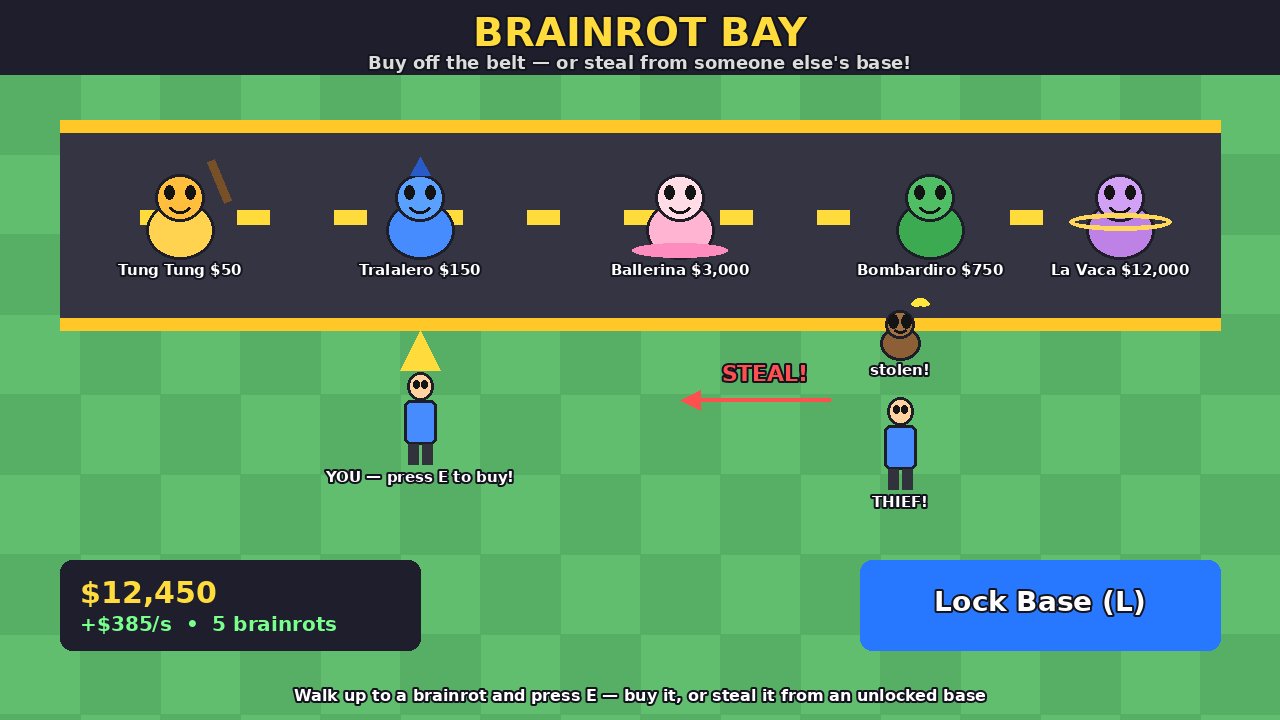 BRAINROT BAY
Buy off the belt — or steal from someone else's base!
Tung Tung $50
Tralalero $150
Ballerina $3,000
Bombardiro $750
La Vaca $12,000
stolen!
STEAL!
YOU — press E to buy!
THIEF!
$12,450
+$385/s • 5 brainrots
Lock Base (L)
Walk up to a brainrot and press E — buy it, or steal it from an unlocked base